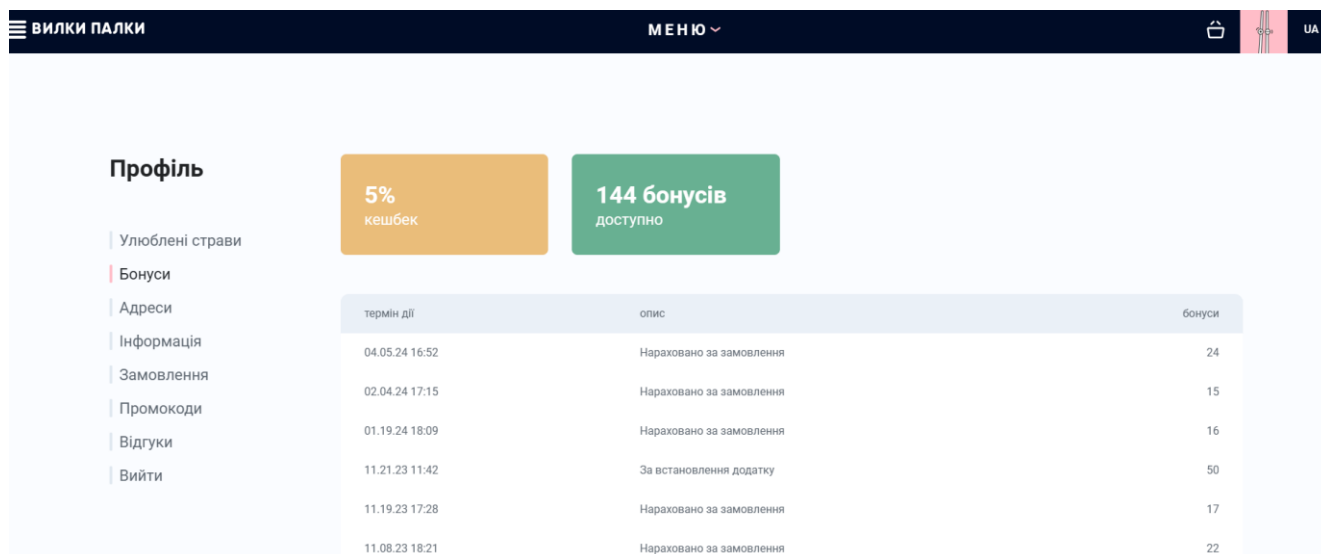 ВИЛКИ ПАЛКИ
МЕНЮ
UA
Профіль
Улюблені страви
Бонуси
Адреси
Інформація
Замовлення
Промокоди
Відгуки
Вийти
5%
кешбек
144 бонусів
доступно
термін дії опис бонуси
04.05.24 16:52 Нараховано за замовлення 24
02.04.24 17:15 Нараховано за замовлення 15
01.19.24 18:09 Нараховано за замовлення 16
11.21.23 11:42 За встановлення додатку 50
11.19.23 17:28 Нараховано за замовлення 17
11.08.23 18:21 Нараховано за замовлення 22